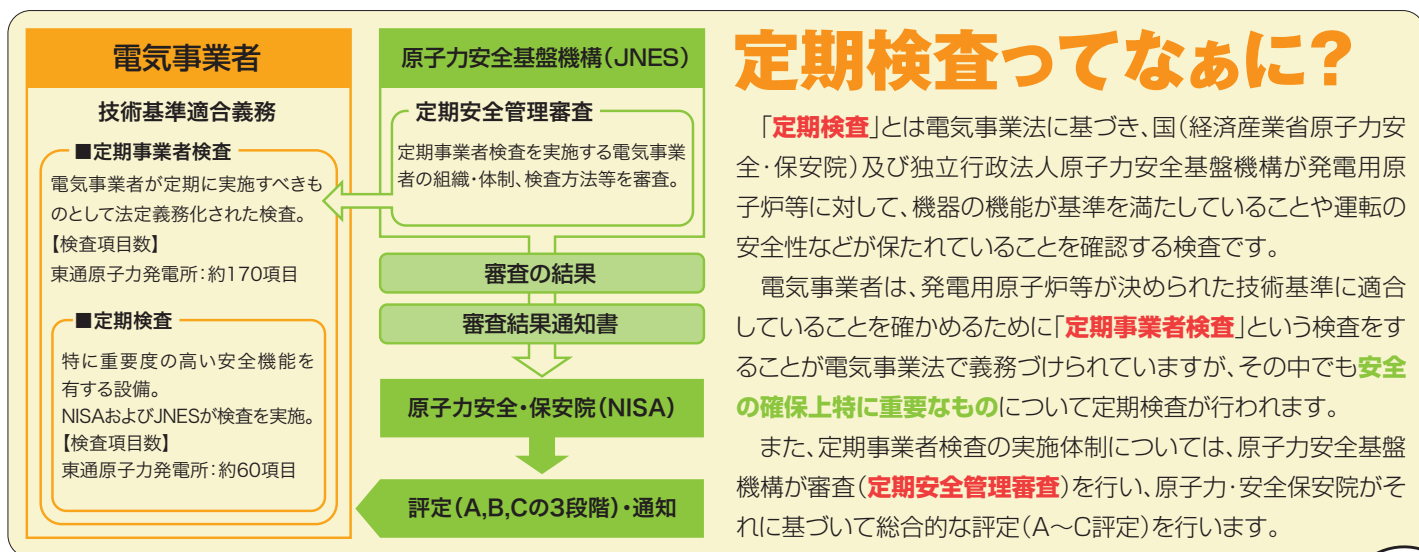 電気事業者
技術基準適合義務
■定期事業者検査
電気事業者が定期に実施すべきも
のとして法定義務化された検査。
【検査項目数】
東通原子力発電所：約170項目
■定期検査
特に重要度の高い安全機能を
有する設備。
NISAおよびJNESが検査を実施。
【検査項目数】
東通原子力発電所：約60項目
原子力安全基盤機構（JNES）
定期安全管理審査
定期事業者検査を実施する電気事業
者の組織・体制、検査方法等を審査。
審査の結果
審査結果通知書
原子力安全・保安院（NISA）
評定（A,B,Cの3段階）・通知
定期検査ってなぁに？
「定期検査」とは電気事業法に基づき、国（経済産業省原子力安
全・保安院）及び独立行政法人原子力安全基盤機構が発電用原
子炉等に対して、機器の機能が基準を満たしていることや運転の
安全性などが保たれていることを確認する検査です。
電気事業者は、発電用原子炉等が決められた技術基準に適合
していることを確かめるために「定期事業者検査」という検査をす
ることが電気事業法で義務づけられていますが、その中でも安全
の確保上特に重要なものについて定期検査が行われます。
また、定期事業者検査の実施体制については、原子力安全基盤
機構が審査（定期安全管理審査）を行い、原子力・安全保安院がそ
れに基づいて総合的な評定（A〜C評定）を行います。